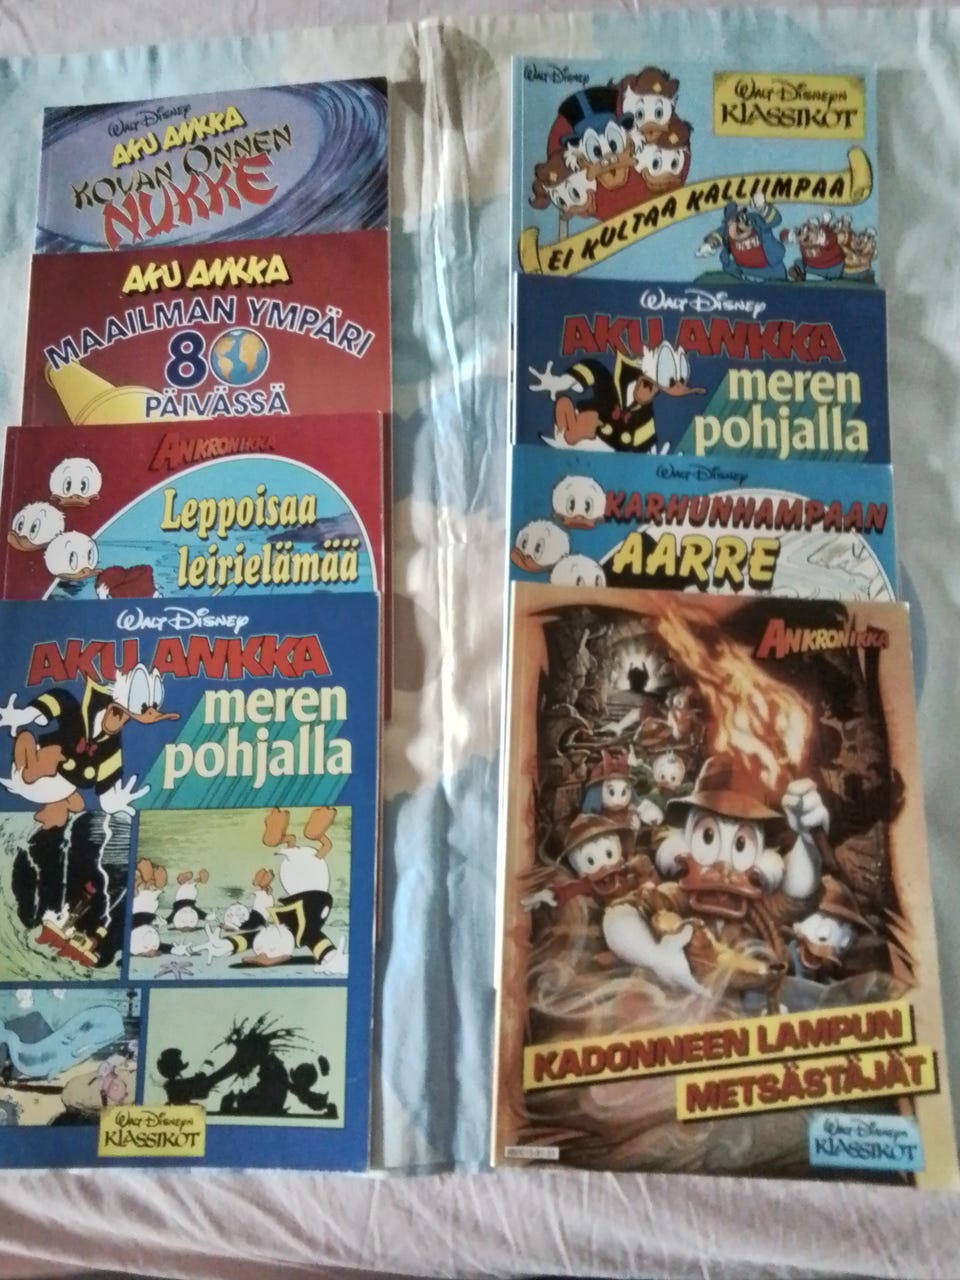 WALT DISNEY
AKU ANKKA
KOVAN ONNEN
NUKKE
AKU ANKKA
MAAILMAN YMPÄRI
80
PÄIVÄSSÄ
ANKRONIKKA
Leppoisaa
leirielämää
WALT DISNEY
AKU ANKKA
meren
pohjalla
WALT DISNEYN
KLASSIKOT
WALT DISNEY
WALT DISNEYN
KLASSIKOT
EI KULTAA KALLIIMPAA
WALT DISNEY
AKU ANKKA
meren
pohjalla
WALT DISNEY
KARHUNHAMPAAN
AARRE
ANKRONIKKA
KADONNEEN LAMPUN
METSÄSTÄJÄT
WALT DISNEYN
KLASSIKOT